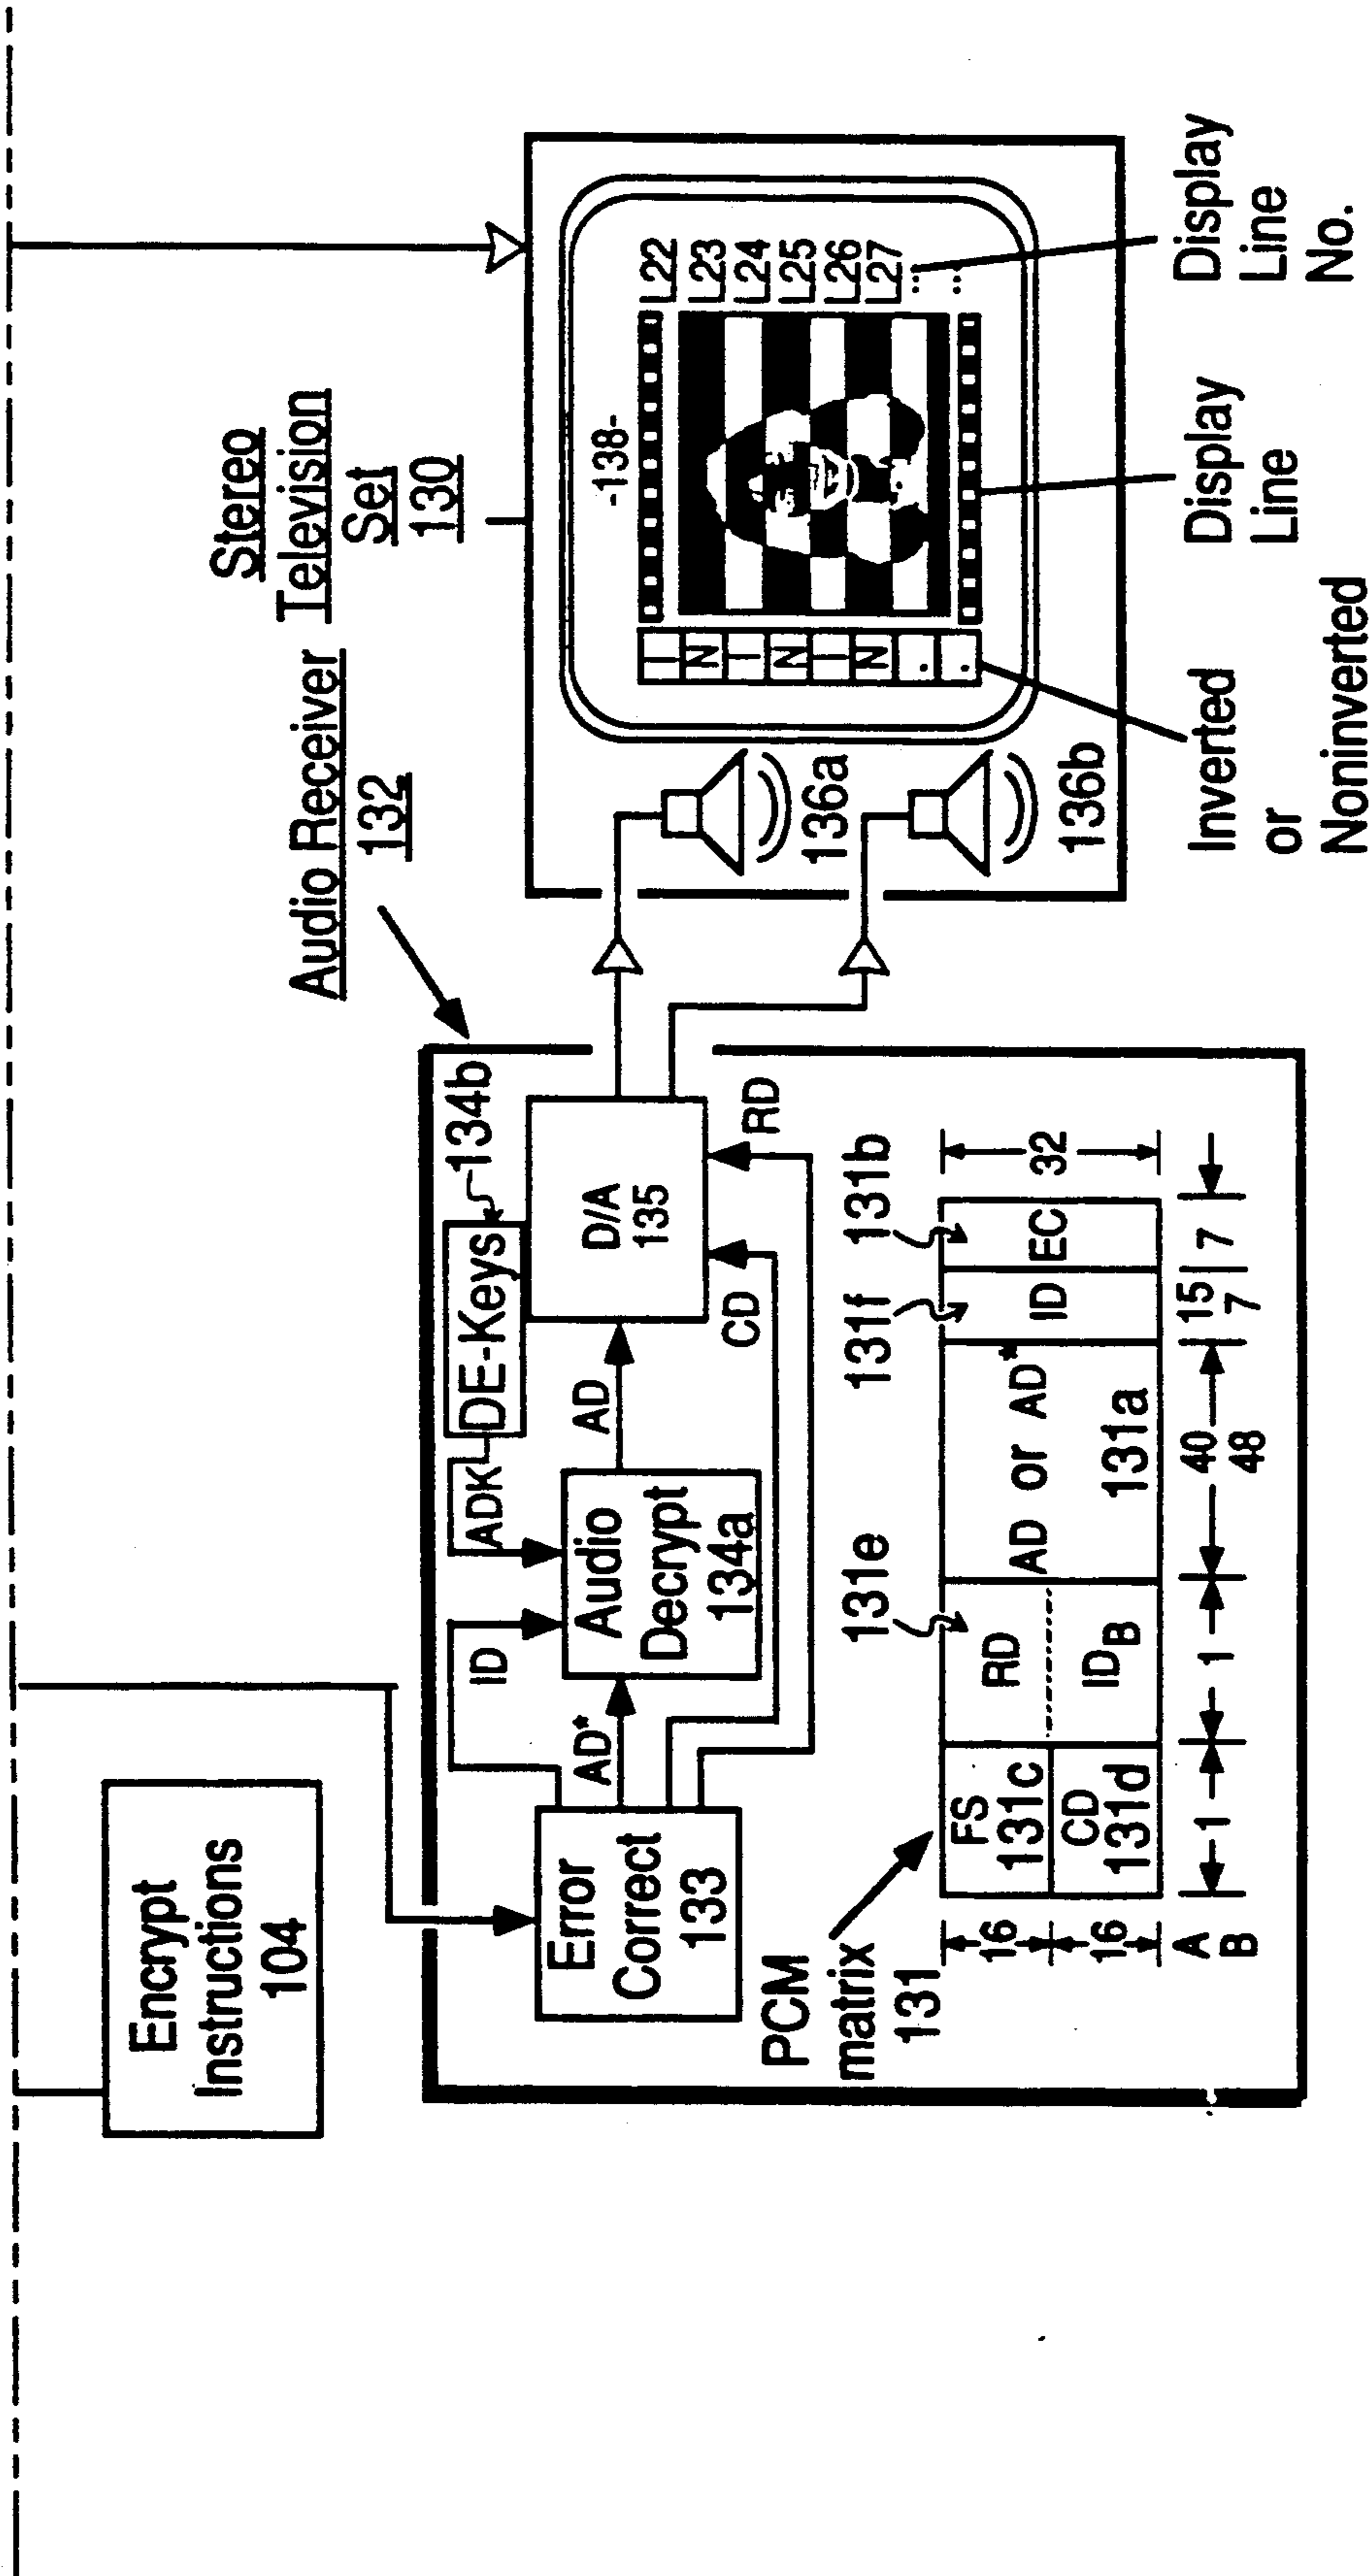 Encrypt
Instructions
104
Audio Receiver
132
Stereo
Television
Set
130
Error
Correct
133
ID
AD*
ADK
Audio
Decrypt
134a
DE-Keys
134b
AD
D/A
135
CD
RD
136a
136b
-138-
I
N
I
N
I
N
.
.
L22
L23
L24
L25
L26
L27
...
...
Inverted
or
Noninverted
Display
Line
Display
Line
No.
PCM
matrix
131
131e
131f
131b
16
16
FS
131c
CD
131d
RD
IDB
AD or AD*
131a
ID
EC
32
A 1 1 40 15 7
B 48 7